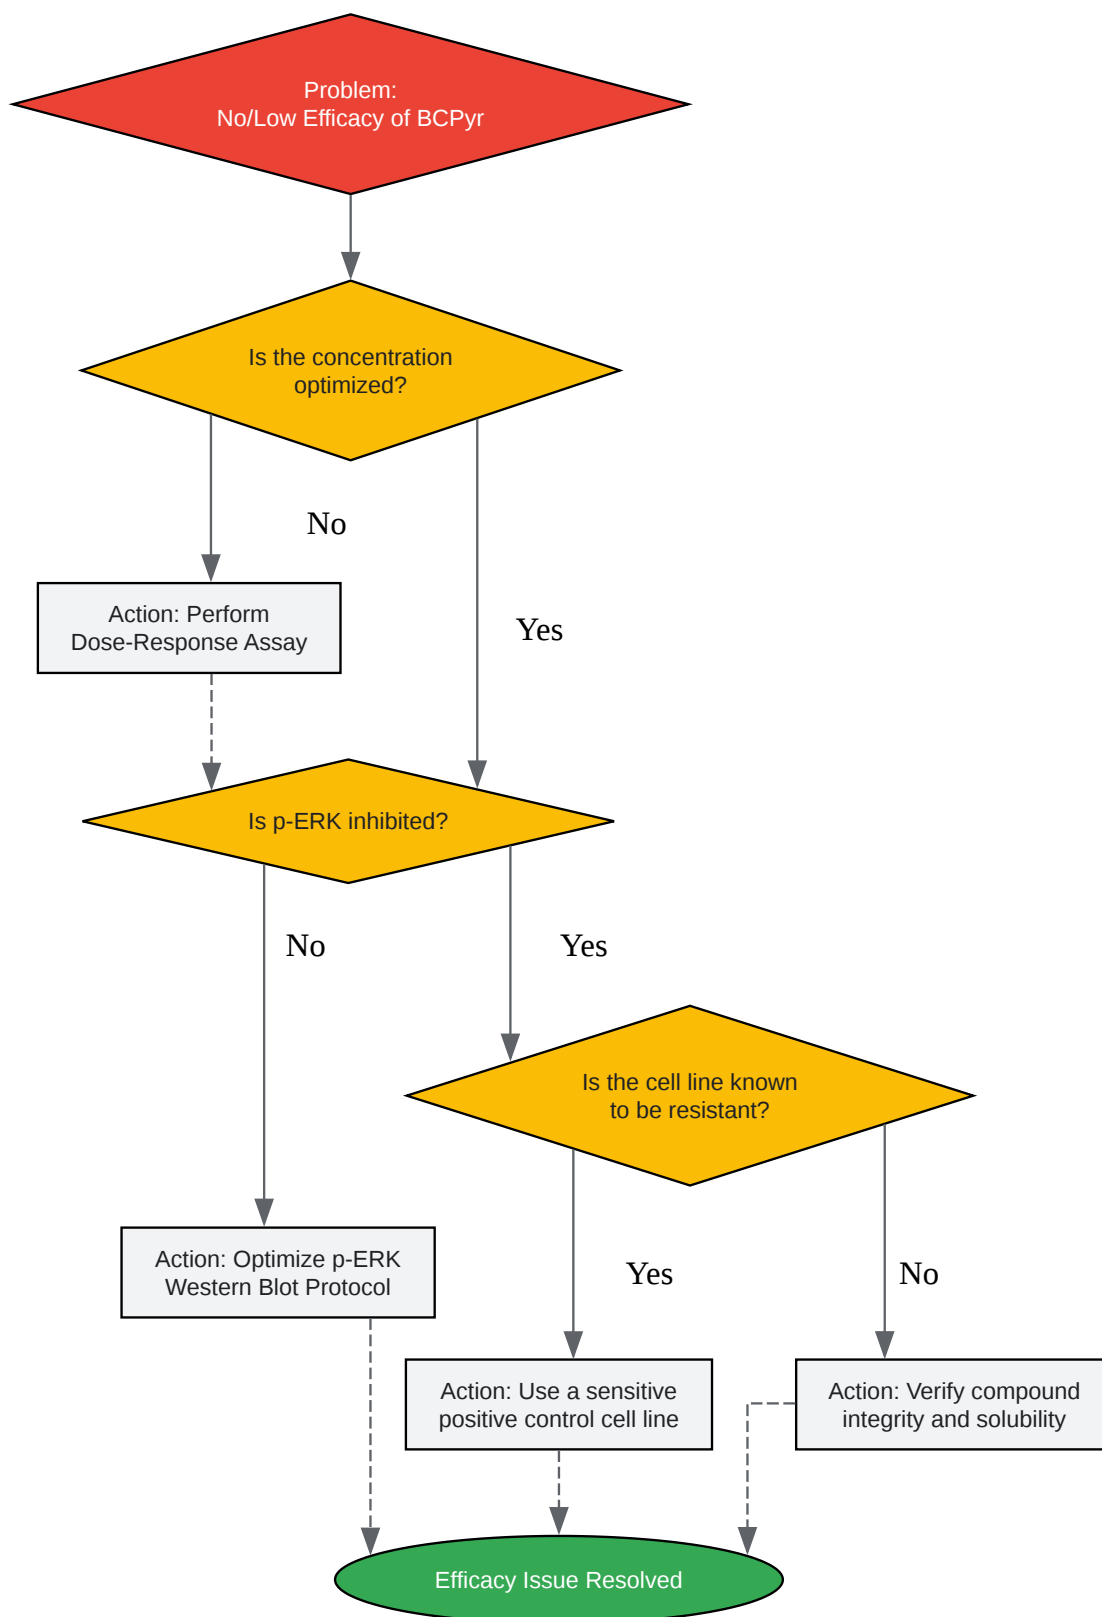 Problem:
No/Low Efficacy of BCPyr
Is the concentration
optimized?
No
Action: Perform
Dose-Response Assay
Yes
Is p-ERK inhibited?
No
Yes
Is the cell line known
to be resistant?
Action: Optimize p-ERK
Western Blot Protocol
Yes
No
Action: Use a sensitive
positive control cell line
Action: Verify compound
integrity and solubility
Efficacy Issue Resolved